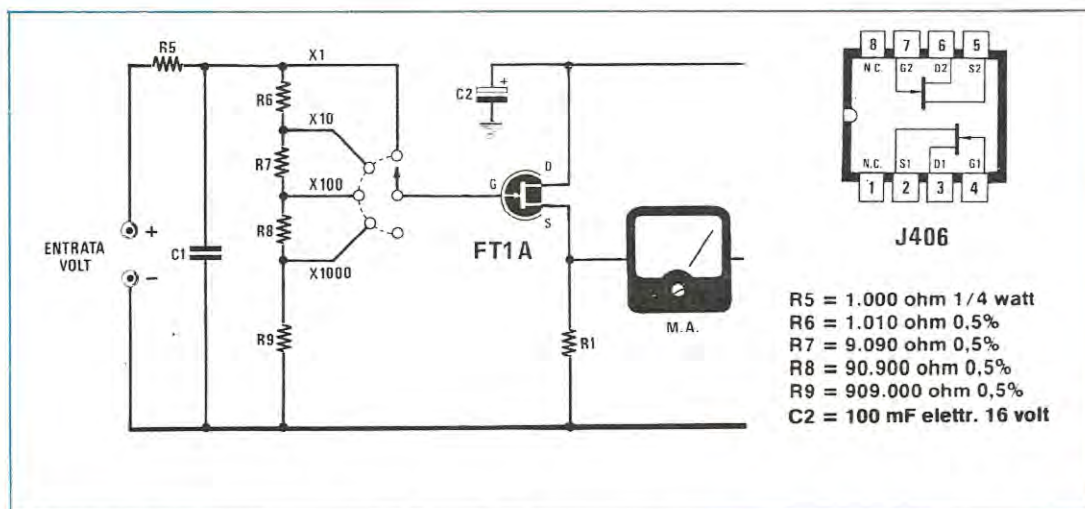 R5
X1
R6
X10
R7
X100
R8
X1000
R9
ENTRATA
VOLT
+
-
C1
C2
+
G
D
S
FT1A
R1
M.A.
8 7 6 5
N.C. G2 D2 S2
N.C. S1 D1 G1
1 2 3 4
J406
R5 = 1.000 ohm 1/4 watt
R6 = 1.010 ohm 0,5%
R7 = 9.090 ohm 0,5%
R8 = 90.900 ohm 0,5%
R9 = 909.000 ohm 0,5%
C2 = 100 mF elettr. 16 volt